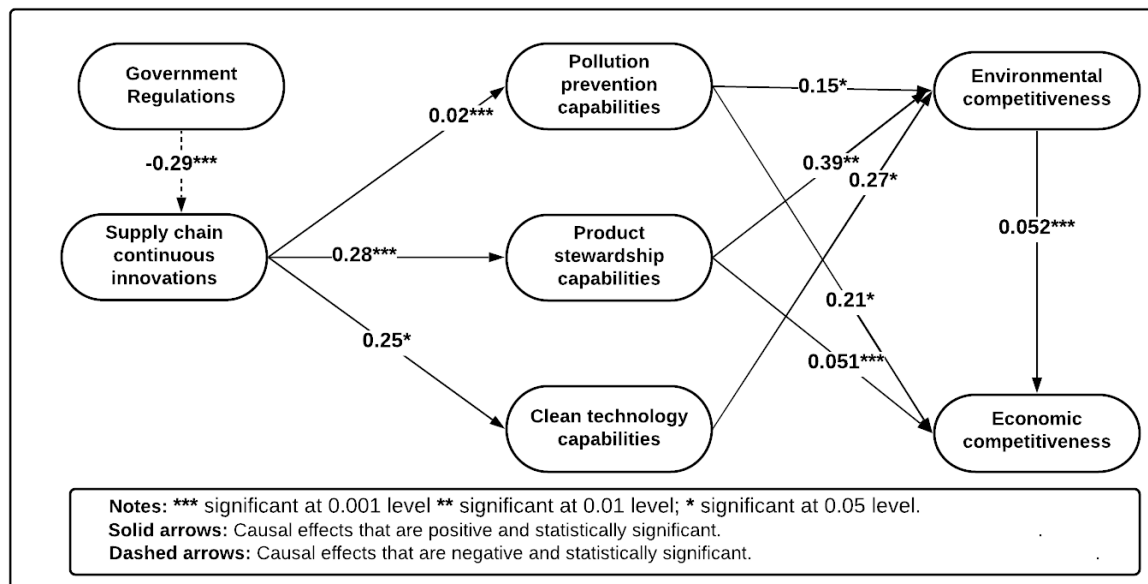 Government
Regulations
-0.29***
Supply chain
continuous
innovations
0.02***
0.28***
0.25*
Pollution
prevention
capabilities
Product
stewardship
capabilities
Clean technology
capabilities
0.15*
0.39**
0.27*
0.21*
0.051***
Environmental
competitiveness
0.052***
Economic
competitiveness
Notes: *** significant at 0.001 level ** significant at 0.01 level; * significant at 0.05 level.
Solid arrows: Causal effects that are positive and statistically significant.
Dashed arrows: Causal effects that are negative and statistically significant.